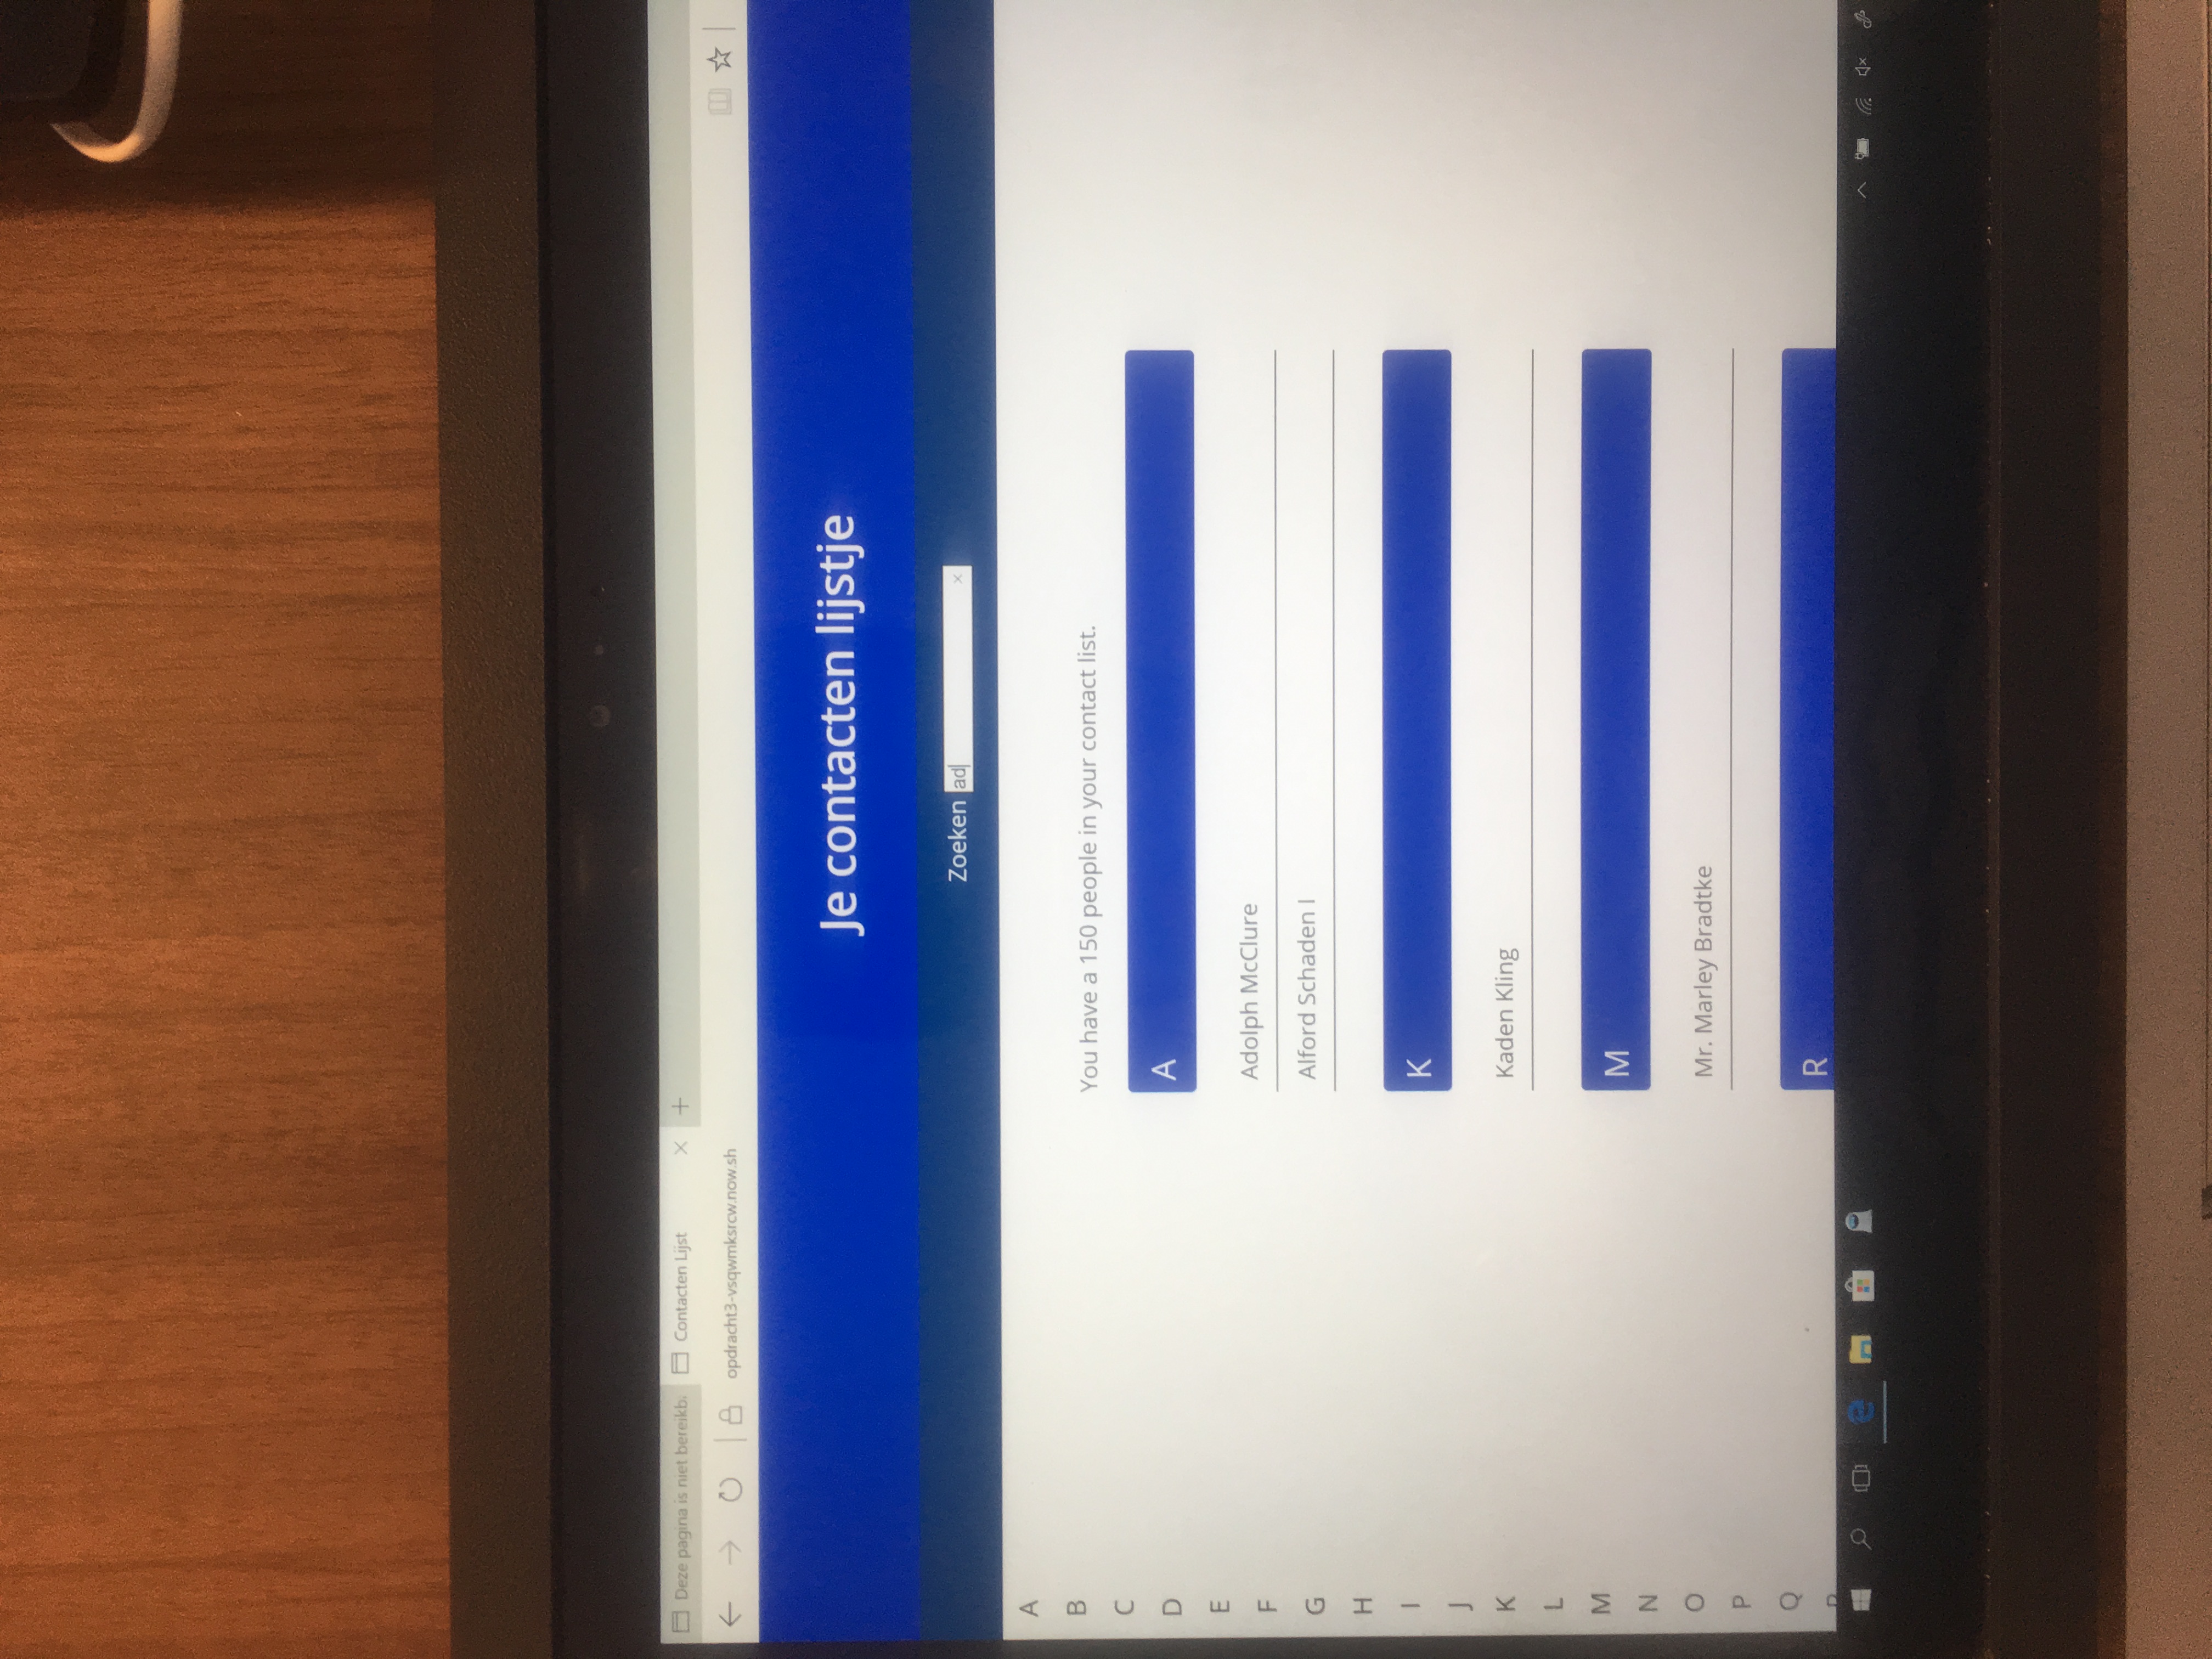 Deze pagina is niet bereikb
Contacten Lijst
opdracht3-vsqwmksrcw.now.sh
Je contacten lijstje
Zoeken ad
A
B
C
D
E
F
G
H
I
J
K
L
M
N
O
P
Q
You have a 150 people in your contact list.
A
Adolph McClure
Alford Schaden I
K
Kaden Kling
M
Mr. Marley Bradtke
R